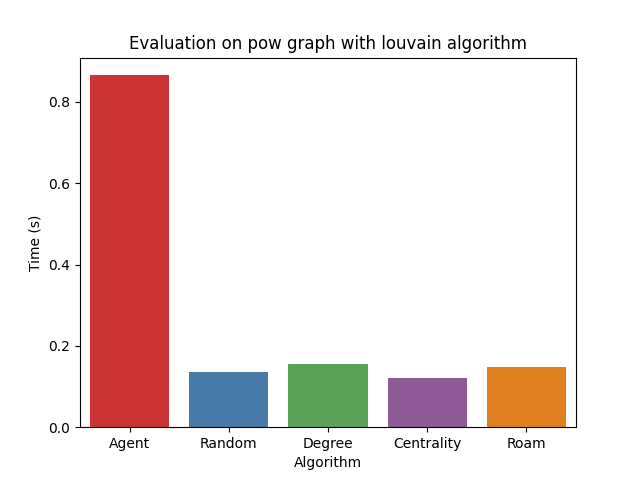 Evaluation on pow graph with louvain algorithm
Time (s)
0.8
0.6
0.4
0.2
0.0
Agent Random Degree Centrality Roam
Algorithm